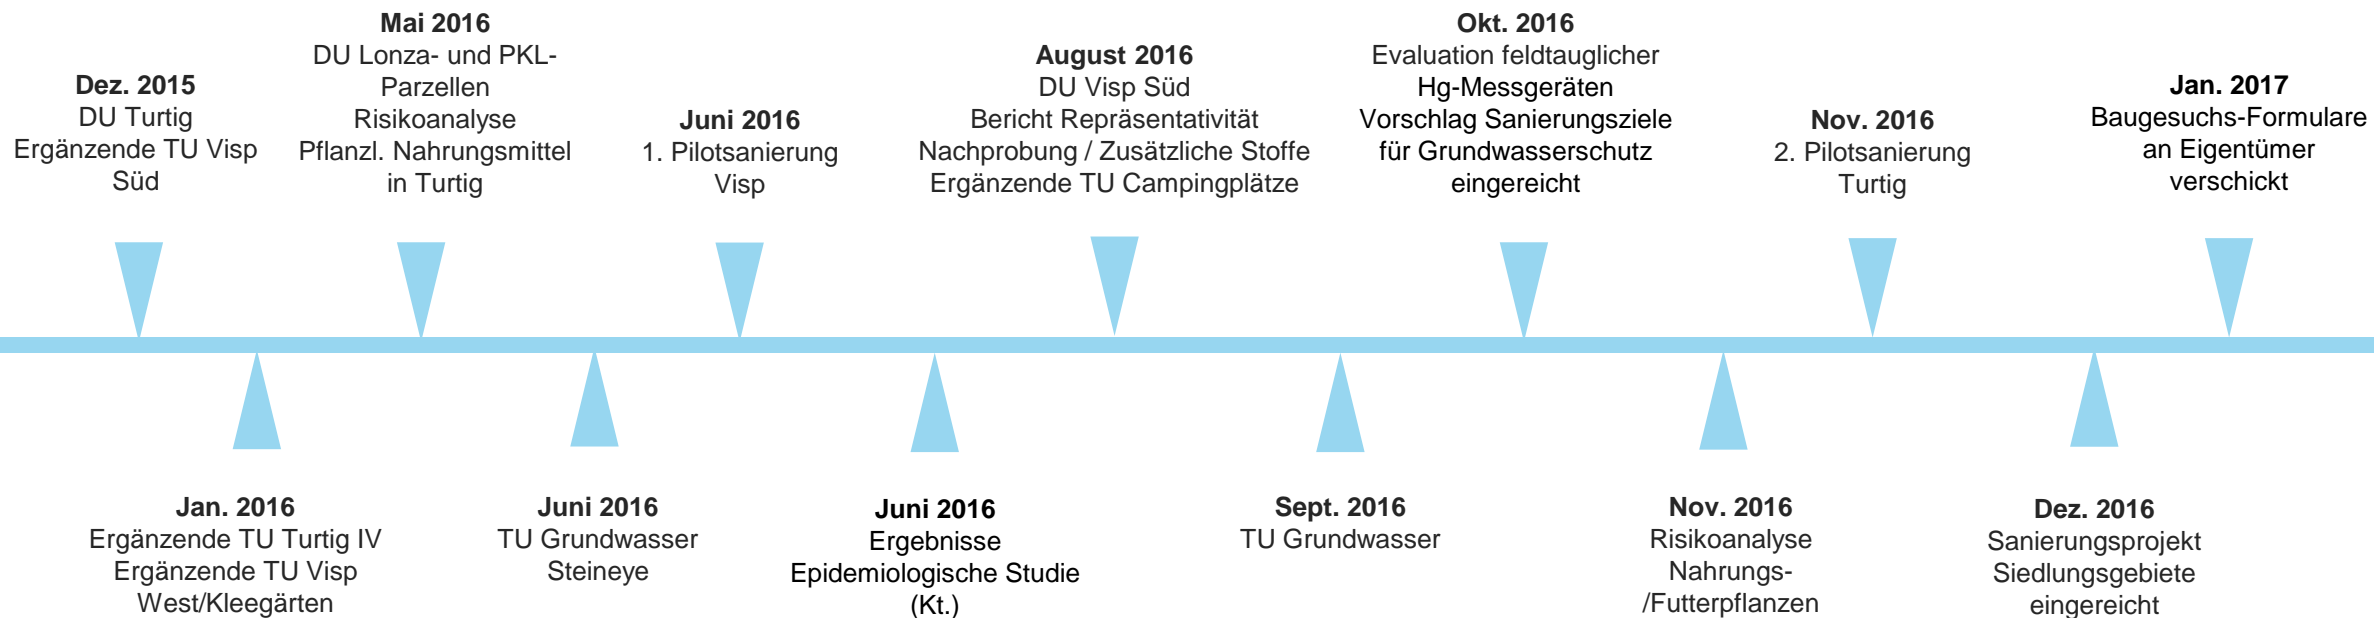 Dez. 2015
DU Turtig
Ergänzende TU Visp
Süd
Mai 2016
DU Lonza- und PKL-
Parzellen
Risikoanalyse
Pflanzl. Nahrungsmittel
in Turtig
Juni 2016
1. Pilotsanierung
Visp
August 2016
DU Visp Süd
Bericht Repräsentativität
Nachprobung / Zusätzliche Stoffe
Ergänzende TU Campingplätze
Okt. 2016
Evaluation feldtauglicher
Hg-Messgeräten
Vorschlag Sanierungsziele
für Grundwasserschutz
eingereicht
Nov. 2016
2. Pilotsanierung
Turtig
Jan. 2017
Baugesuchs-Formulare
an Eigentümer
verschickt
Jan. 2016
Ergänzende TU Turtig IV
Ergänzende TU Visp
West/Kleegärten
Juni 2016
TU Grundwasser
Steineye
Juni 2016
Ergebnisse
Epidemiologische Studie
(Kt.)
Sept. 2016
TU Grundwasser
Nov. 2016
Risikoanalyse
Nahrungs-
/Futterpflanzen
Dez. 2016
Sanierungsprojekt
Siedlungsgebiete
eingereicht